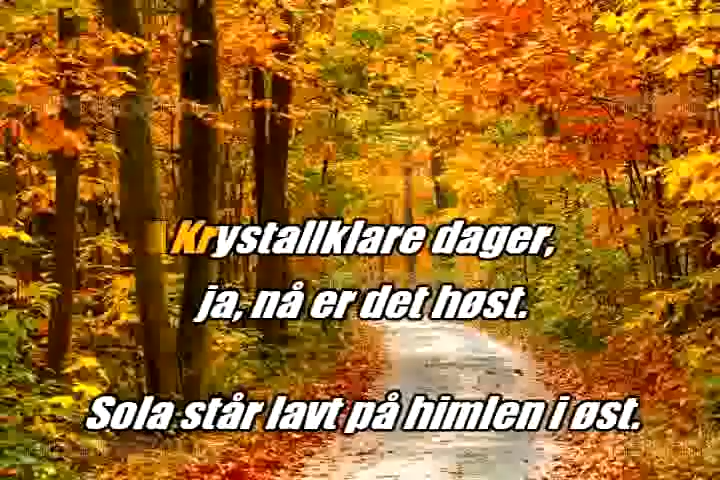 Krystallklare dager,
ja, nå er det høst.
Sola står lavt på himlen i øst.